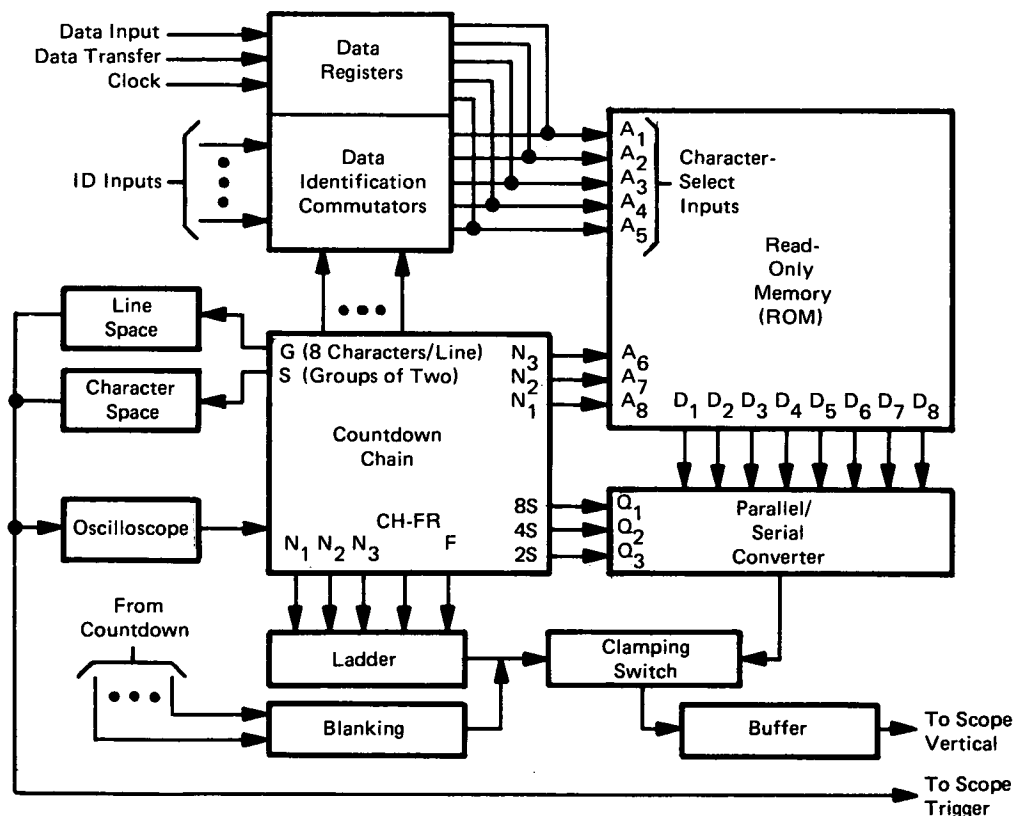 Data Input
Data Transfer
Clock
ID Inputs
Data
Registers
Data
Identification
Commutators
A1
A2
A3
A4
A5
Character-
Select
Inputs
Read-
Only
Memory
(ROM)
A6
A7
A8
D1 D2 D3 D4 D5 D6 D7 D8
Line
Space
Character
Space
Oscilloscope
G (8 Characters/Line)
S (Groups of Two)
N3
N2
N1
Countdown
Chain
CH-FR
8S
4S
2S
N1 N2 N3 F
Q1
Q2
Q3
Parallel/
Serial
Converter
From
Countdown
Ladder
Blanking
Clamping
Switch
Buffer
To Scope
Vertical
To Scope
Trigger